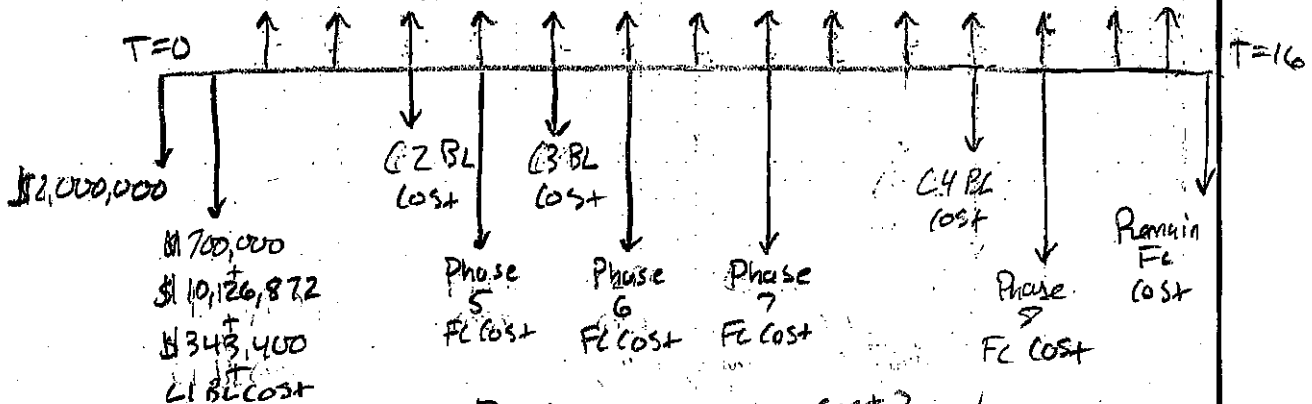 T=0
T=16
$2,000,000
C2 BL
Cost
C3 BL
Cost
C4 BL
Cost
$700,000
+
$10,126,872
+
$343,400
+
C1 BL Cost
Phase
5
FC Cost
Phase
6
FC Cost
Phase
7
FC Cost
Phase
8
FC Cost
Remain
FC
Cost